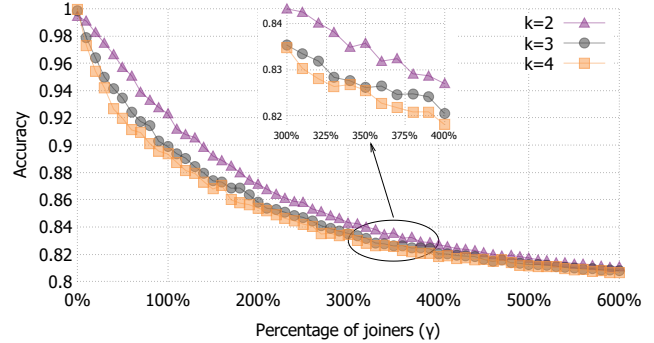 Accuracy
1
0.98
0.96
0.94
0.92
0.9
0.88
0.86
0.84
0.82
0.8
0% 100% 200% 300% 400% 500% 600%
Percentage of joiners (γ)
0.84
0.83
0.82
300% 325% 350% 375% 400%
k=2
k=3
k=4